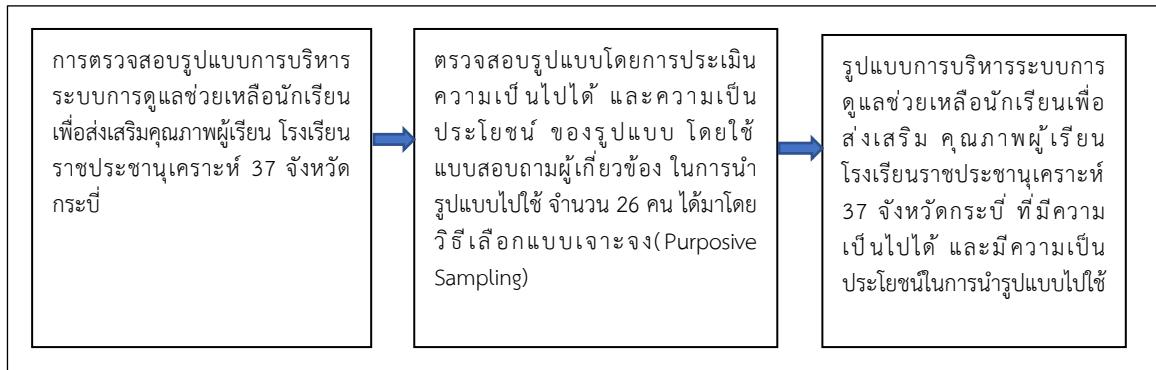 การตรวจสอบรูปแบบการบริหาร
ระบบการดูแลช่วยเหลือนักเรียน
เพื่อส่งเสริมคุณภาพผู้เรียน โรงเรียน
ราชประชานุเคราะห์ 37 จังหวัด
กระบี่
ตรวจสอบรูปแบบโดยการประเมิน
ความเป็นไปได้ และความเป็น
ประโยชน์ ของรูปแบบ โดยใช้
แบบสอบถามผู้เกี่ยวข้อง ในการนำ
รูปแบบไปใช้ จำนวน 26 คน ได้มาโดย
วิธีเลือกแบบเจาะจง(Purposive
Sampling)
รูปแบบการบริหารระบบการ
ดูแลช่วยเหลือนักเรียนเพื่อ
ส่งเสริม คุณภาพผู้เรียน
โรงเรียนราชประชานุเคราะห์
37 จังหวัดกระบี่ ที่มีความ
เป็นไปได้ และมีความเป็น
ประโยชน์ในการนำรูปแบบไปใช้